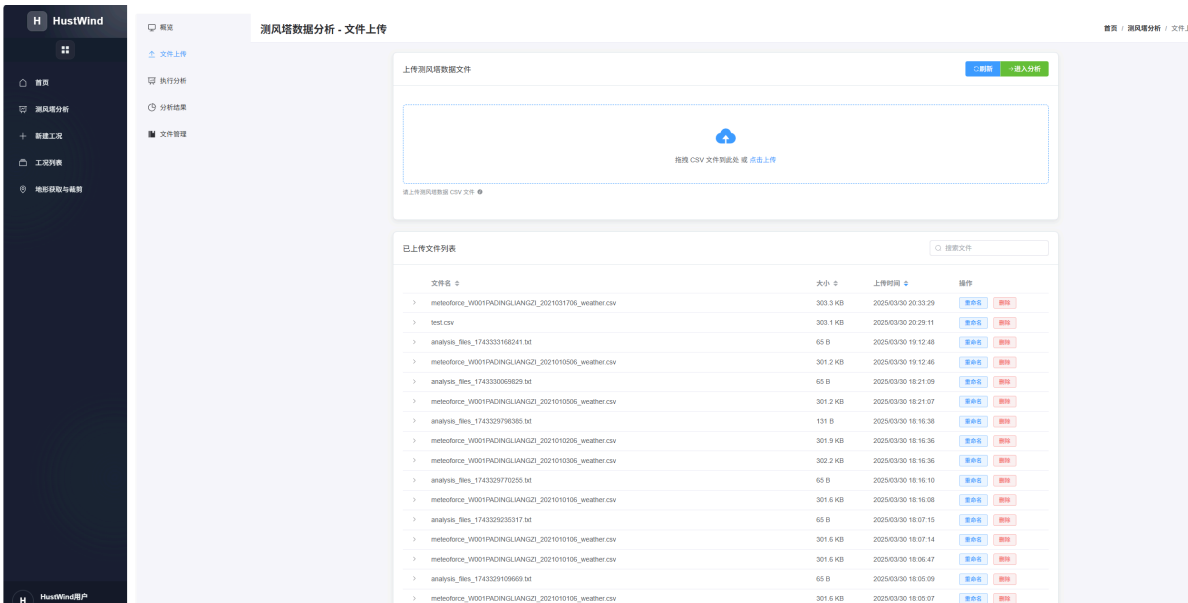 H HustWind
首页
测风塔分析
新建工况
工况列表
地形获取与裁剪
H HustWind用户
概览
文件上传
执行分析
分析结果
文件管理
测风塔数据分析 - 文件上传
首页 / 测风塔分析 / 文件上
上传测风塔数据文件
刷新 进入分析
拖拽 CSV 文件到此处 或 点击上传
请上传测风塔数据 CSV 文件
已上传文件列表
搜索文件
文件名 大小 上传时间 操作
meteoforce_W001PADINGLIANGZI_2021031706_weather.csv 303.3 KB 2025/03/30 20:33:29 重命名 删除
test.csv 303.1 KB 2025/03/30 20:29:11 重命名 删除
analysis_files_1743333168241.txt 65 B 2025/03/30 19:12:48 重命名 删除
meteoforce_W001PADINGLIANGZI_2021010506_weather.csv 301.2 KB 2025/03/30 19:12:46 重命名 删除
analysis_files_1743330069829.txt 65 B 2025/03/30 18:21:09 重命名 删除
meteoforce_W001PADINGLIANGZI_2021010506_weather.csv 301.2 KB 2025/03/30 18:21:07 重命名 删除
analysis_files_1743329798385.txt 131 B 2025/03/30 18:16:38 重命名 删除
meteoforce_W001PADINGLIANGZI_2021010206_weather.csv 301.9 KB 2025/03/30 18:16:36 重命名 删除
meteoforce_W001PADINGLIANGZI_2021010306_weather.csv 302.2 KB 2025/03/30 18:16:36 重命名 删除
analysis_files_1743329770255.txt 65 B 2025/03/30 18:16:10 重命名 删除
meteoforce_W001PADINGLIANGZI_2021010106_weather.csv 301.6 KB 2025/03/30 18:16:08 重命名 删除
analysis_files_1743329235317.txt 65 B 2025/03/30 18:07:15 重命名 删除
meteoforce_W001PADINGLIANGZI_2021010106_weather.csv 301.6 KB 2025/03/30 18:07:14 重命名 删除
meteoforce_W001PADINGLIANGZI_2021010106_weather.csv 301.6 KB 2025/03/30 18:06:47 重命名 删除
analysis_files_1743329109669.txt 65 B 2025/03/30 18:05:09 重命名 删除
meteoforce_W001PADINGLIANGZI_2021010106_weather.csv 301.6 KB 2025/03/30 18:05:07 重命名 删除